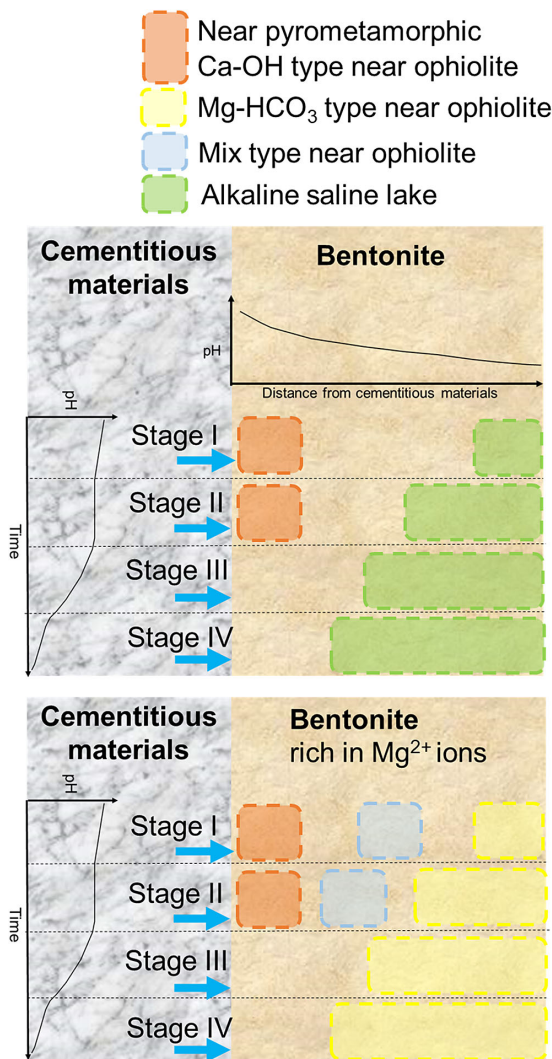 Near pyrometamorphic
Ca-OH type near ophiolite
Mg-HCO₃ type near ophiolite
Mix type near ophiolite
Alkaline saline lake
Cementitious
materials
Bentonite
pH
Distance from cementitious materials
pH
Time
Stage I
Stage II
Stage III
Stage IV
Cementitious
materials
Bentonite
rich in Mg²⁺ ions
pH
Time
Stage I
Stage II
Stage III
Stage IV